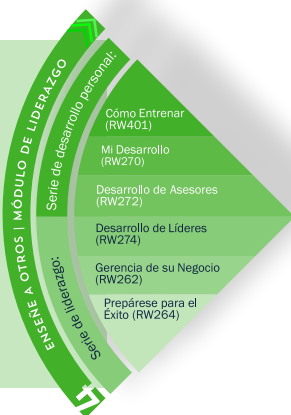 ENSEÑE A OTROS | MÓDULO DE LIDERAZGO
Serie de desarrollo personal:
Cómo Entrenar
(RW401)
Mi Desarrollo
(RW270)
Desarrollo de Asesores
(RW272)
Serie de liderazgo:
Desarrollo de Líderes
(RW274)
Gerencia de su Negocio
(RW262)
Prepárese para el
Éxito (RW264)
4